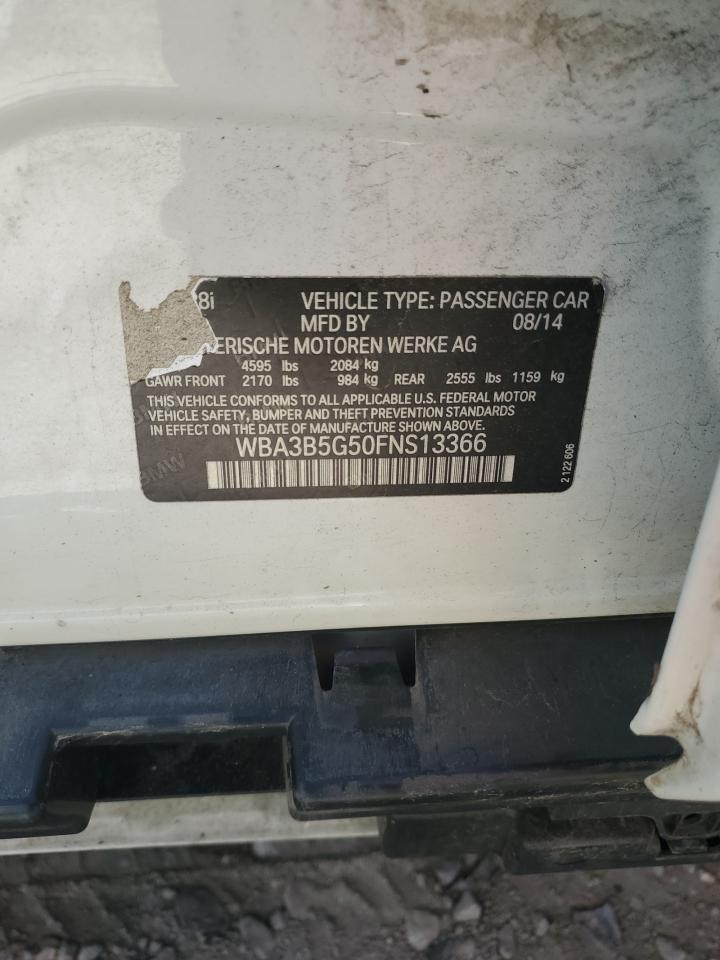 8i VEHICLE TYPE: PASSENGER CAR
MFD BY 08/14
ERISCHE MOTOREN WERKE AG
4595 lbs 2084 kg
GAWR FRONT 2170 lbs 984 kg REAR 2555 lbs 1159 kg
THIS VEHICLE CONFORMS TO ALL APPLICABLE U.S. FEDERAL MOTOR
VEHICLE SAFETY, BUMPER AND THEFT PREVENTION STANDARDS
IN EFFECT ON THE DATE OF MANUFACTURE SHOWN ABOVE.
WBA3B5G50FNS13366
2 122 606
BMW